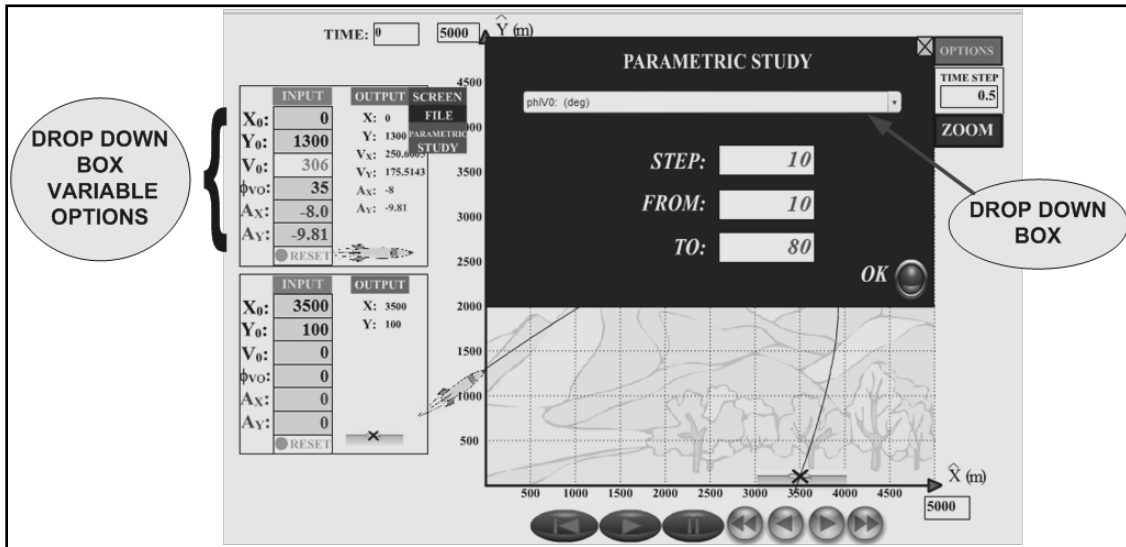 TIME: 0
5000
Ŷ (m)
PARAMETRIC STUDY
OPTIONS
TIME STEP
0.5
ZOOM
phiV0: (deg)
STEP: 10
FROM: 10
TO: 80
OK
DROP DOWN
BOX
VARIABLE
OPTIONS
INPUT
X0: 0
Y0: 1300
V0: 306
ϕVO: 35
AX: -8.0
AY: -9.81
RESET
OUTPUT
X: 0
Y: 1300
VX: 250.6605
VY: 175.5143
AX: -8
AY: -9.81
SCREEN
FILE
PARAMETRIC
STUDY
DROP DOWN
BOX
INPUT
X0: 3500
Y0: 100
V0: 0
ϕVO: 0
AX: 0
AY: 0
RESET
OUTPUT
X: 3500
Y: 100
4500
3500
3000
2500
2000
1500
1000
500
500 1000 1500 2000 2500 3000 3500 4000 4500
X̂ (m)
5000